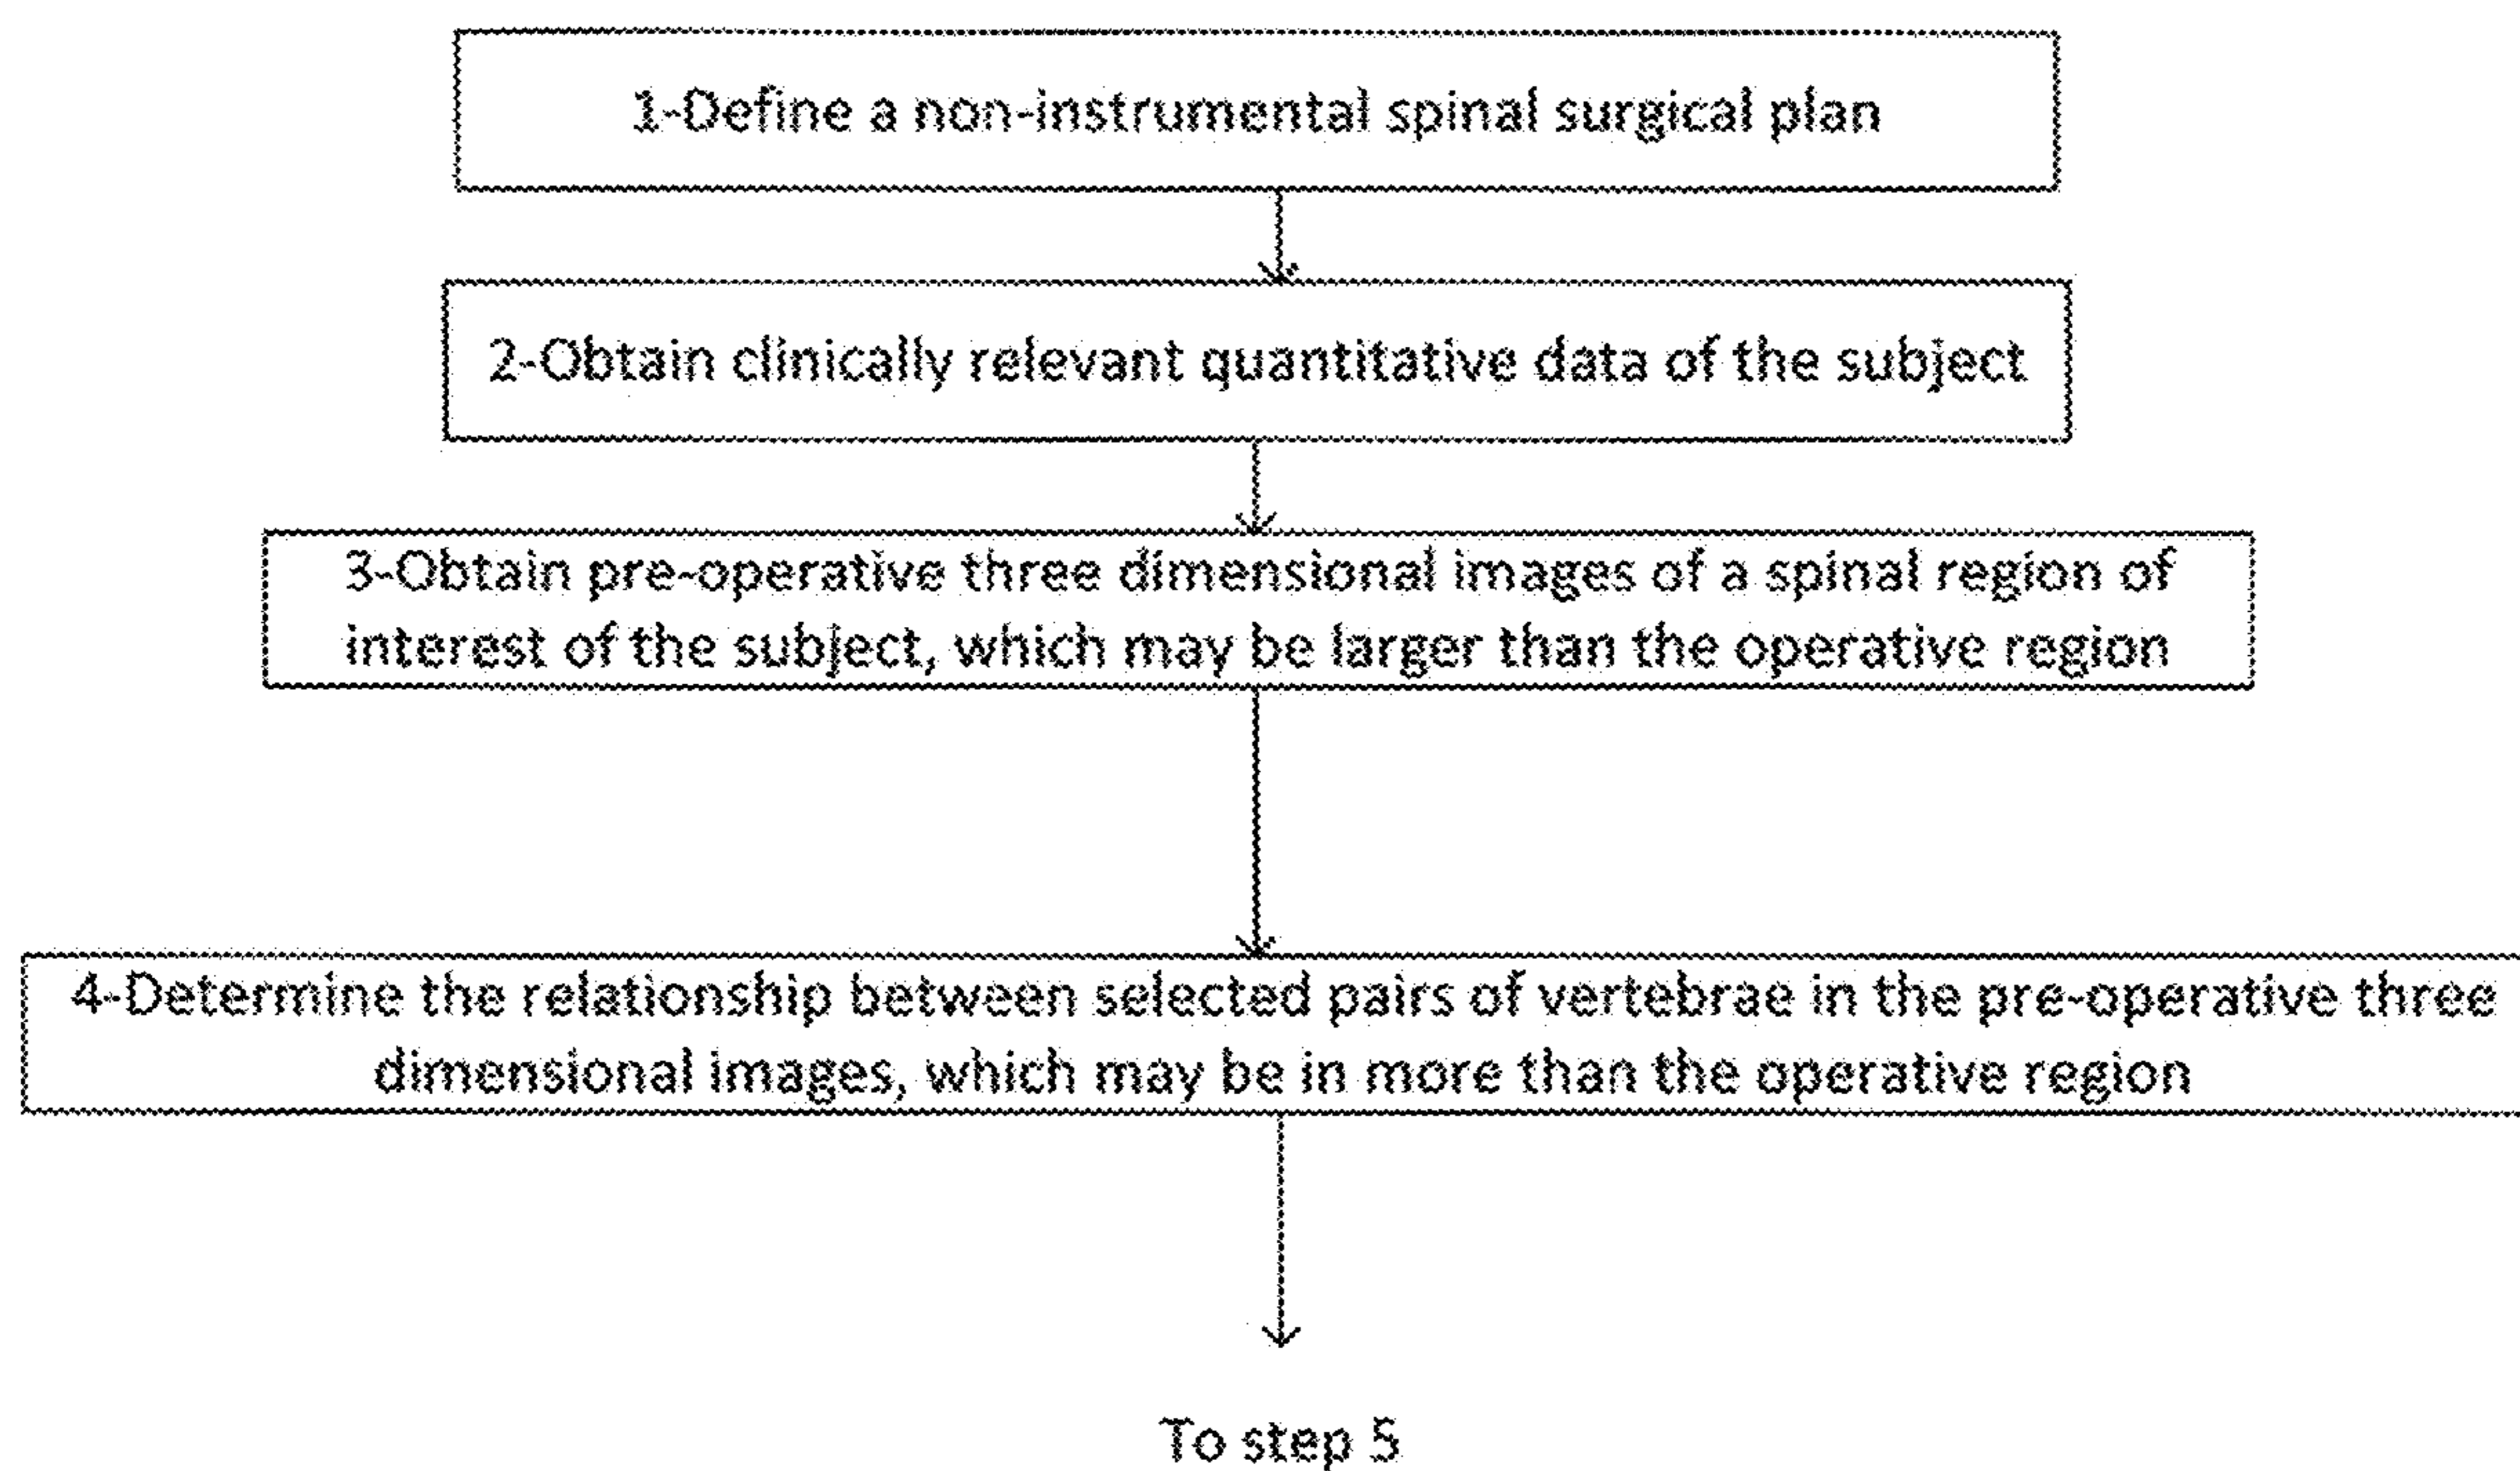 1-Define a non-instrumental spinal surgical plan
2-Obtain clinically relevant quantitative data of the subject
3-Obtain pre-operative three dimensional images of a spinal region of
interest of the subject, which may be larger than the operative region
4-Determine the relationship between selected pairs of vertebrae in the pre-operative three
dimensional images, which may be in more than the operative region
To step 5